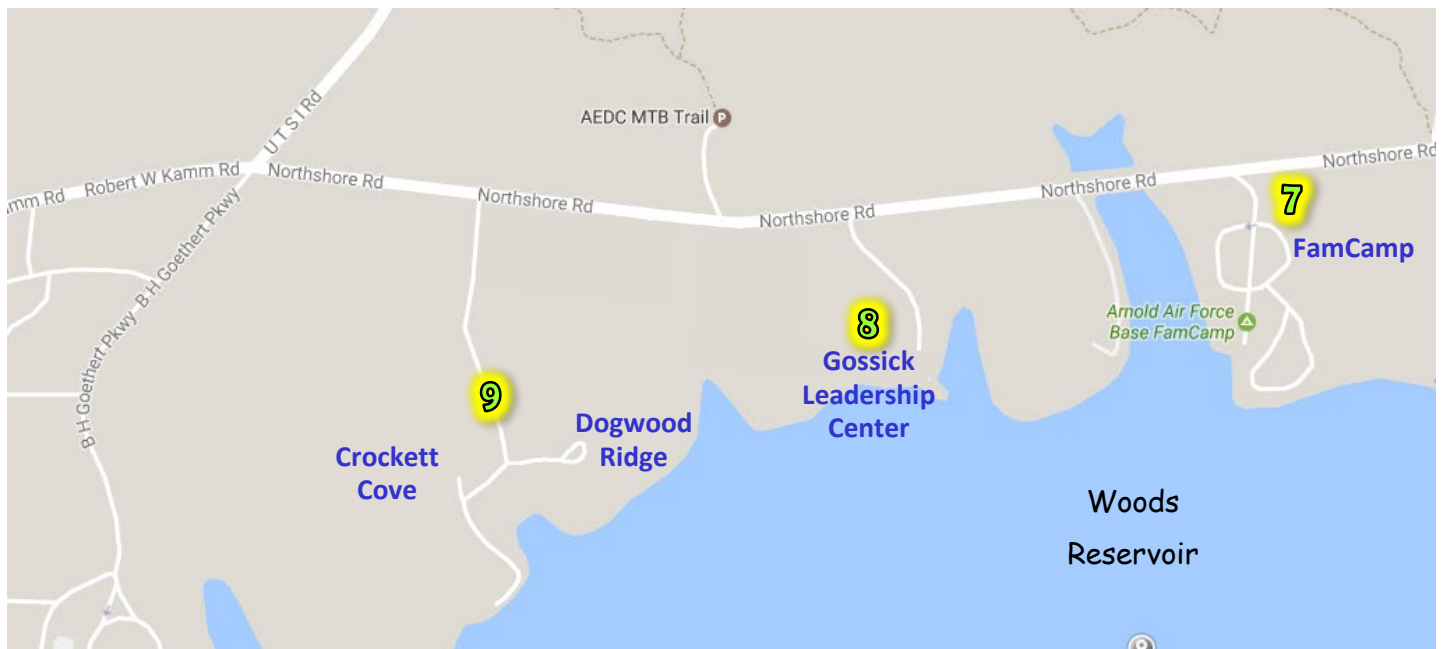 U T S I Rd
AEDC MTB Trail P
Robert W Kamm Rd
mm Rd
Northshore Rd
Northshore Rd
Northshore Rd
Northshore Rd
Northshore Rd
B H Goethert Pkwy
B H Goethert Pkwy
7
FamCamp
Arnold Air Force
Base FamCamp
8
Gossick
Leadership
Center
9
Dogwood
Ridge
Crockett
Cove
Woods
Reservoir